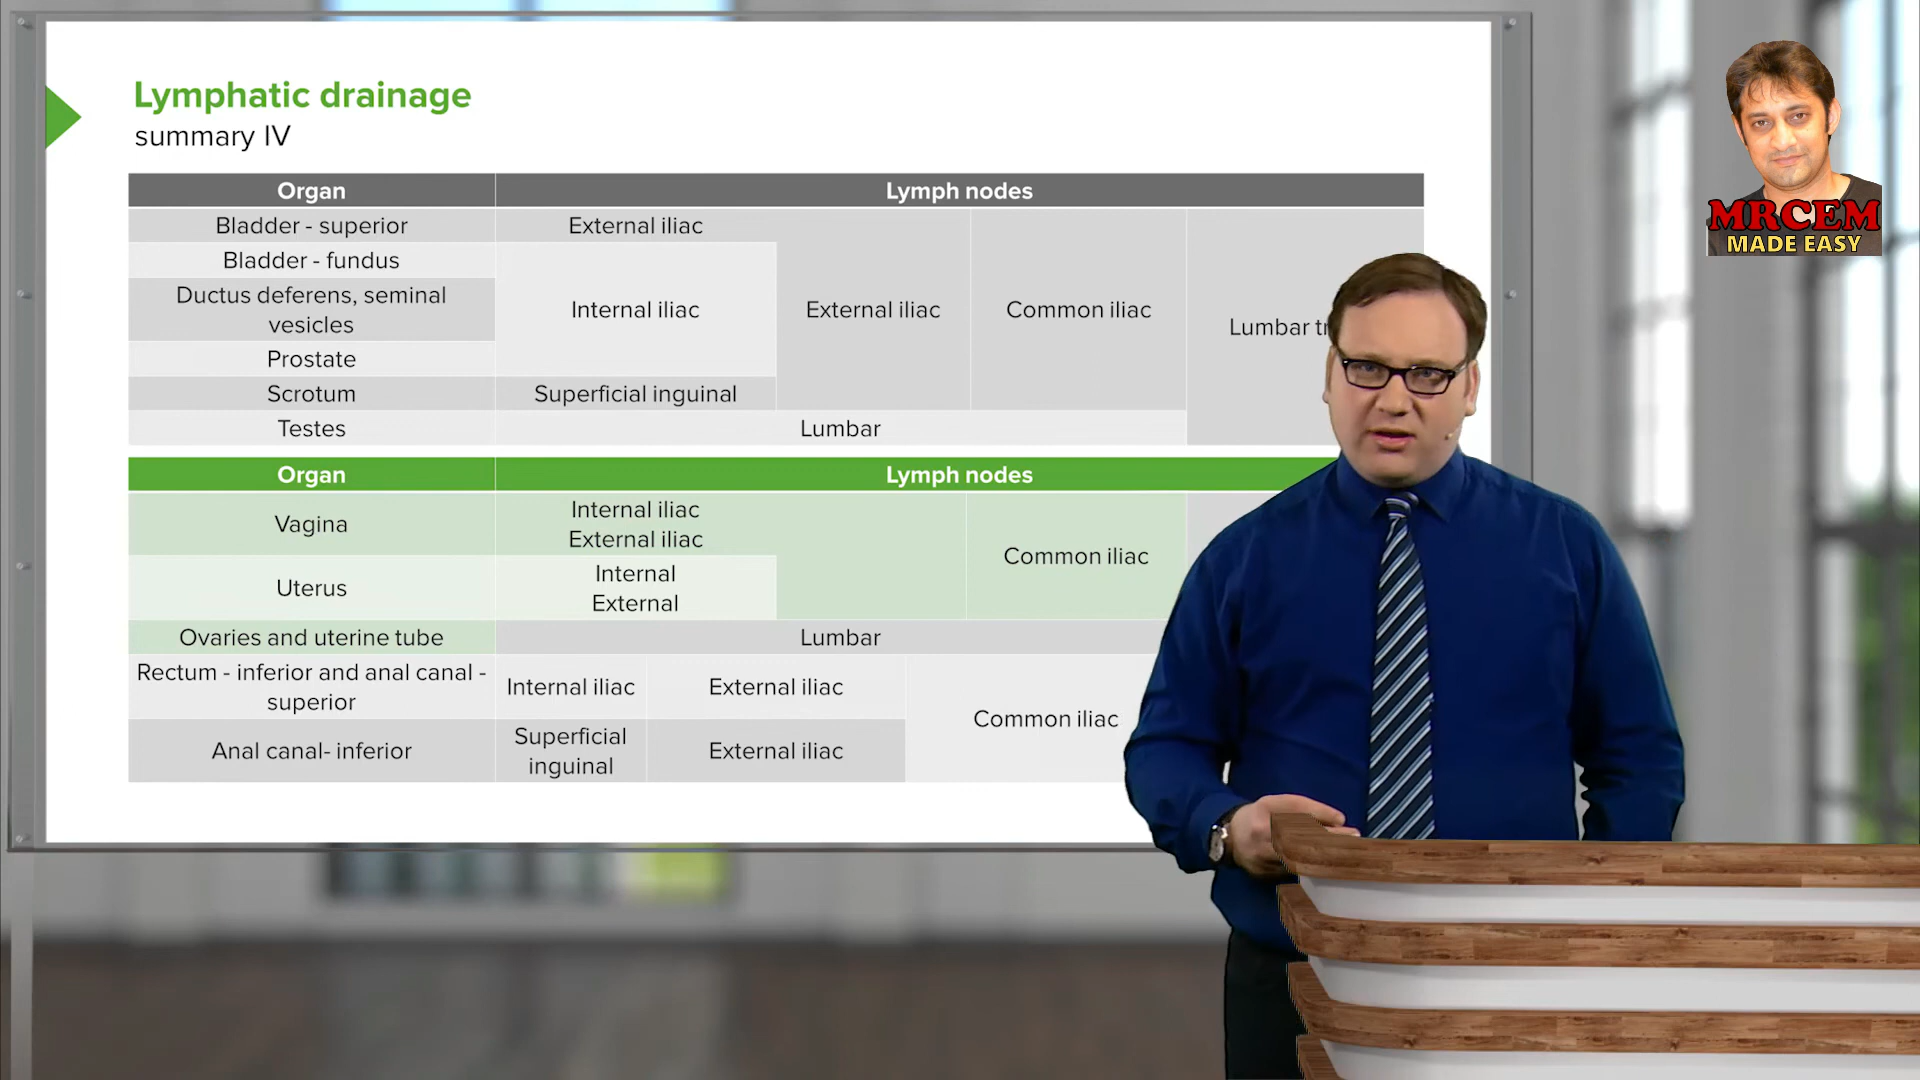 Lymphatic drainage
summary IV
Organ
Lymph nodes
Bladder - superior
External iliac
Bladder - fundus
Ductus deferens, seminal
vesicles
Internal iliac
External iliac
Common iliac
Lumbar
Prostate
Scrotum
Superficial inguinal
Testes
Lumbar
Organ
Lymph nodes
Vagina
Internal iliac
External iliac
Common iliac
Uterus
Internal
External
Ovaries and uterine tube
Lumbar
Rectum - inferior and anal canal -
superior
Internal iliac
External iliac
Common iliac
Anal canal- inferior
Superficial
inguinal
External iliac
MRCEM
MADE EASY